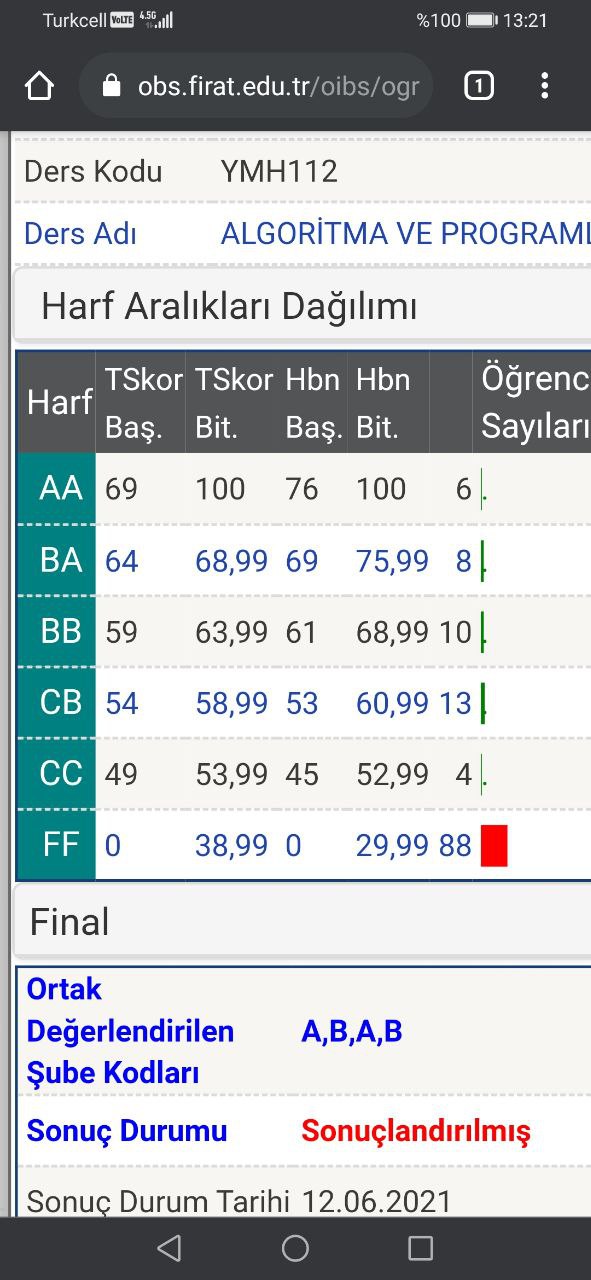 Turkcell VoLTE 4.5G %100 13:21
obs.firat.edu.tr/oibs/ogr 1
Ders Kodu YMH112
Ders Adı ALGORİTMA VE PROGRAML
Harf Aralıkları Dağılımı
Harf TSkor Baş. TSkor Bit. Hbn Baş. Hbn Bit. Öğrenc Sayıları
AA 69 100 76 100 6 .
BA 64 68,99 69 75,99 8 .
BB 59 63,99 61 68,99 10 .
CB 54 58,99 53 60,99 13 .
CC 49 53,99 45 52,99 4 .
FF 0 38,99 0 29,99 88
Final
Ortak
Değerlendirilen A,B,A,B
Şube Kodları
Sonuç Durumu Sonuçlandırılmış
Sonuç Durum Tarihi 12.06.2021